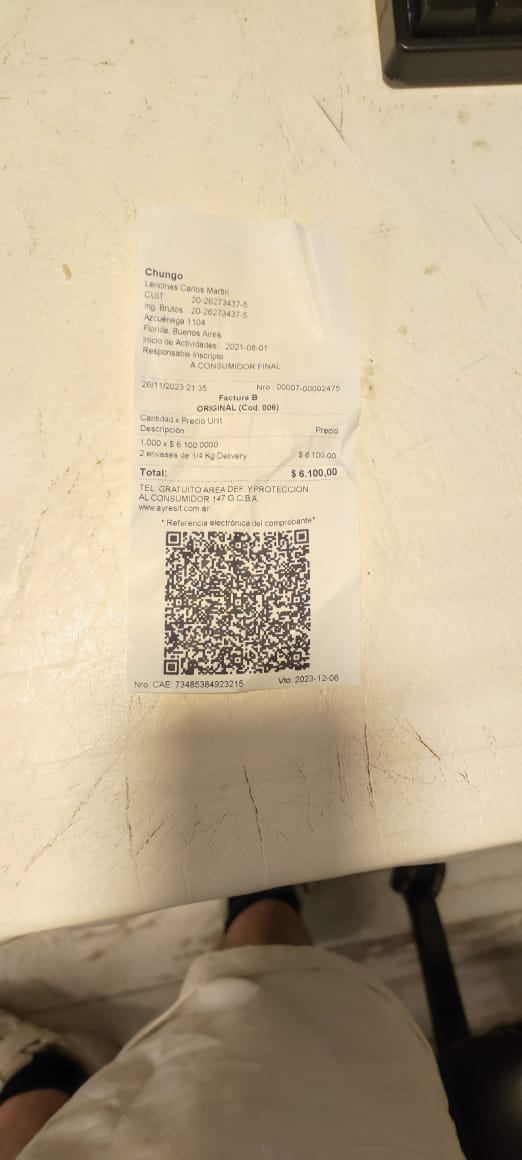 Chungo
Lencinas Carlos Martin
CUIT 20-26273437-5
Ing. Brutos. 20-26273437-5
Azcuénaga 1104
Florida, Buenos Aires
Inicio de Actividades 2021-08-01
Responsable Inscripto
A CONSUMIDOR FINAL
26/11/2023 21:35 Nro. 00007-00002475
Factura B
ORIGINAL (Cod. 006)
Cantidad x Precio Unit
Descripción Precio
1,000 x $ 6.100,0000
2 envases de 1/4 Kg Delivery $ 6.100,00
Total: $ 6.100,00
TEL. GRATUITO AREA DEF. Y PROTECCION
AL CONSUMIDOR 147 G.C.B.A
www.ayresit.com.ar
* Referencia electrónica del comprobante*
Nro. CAE: 73485384923215 Vto. 2023-12-06